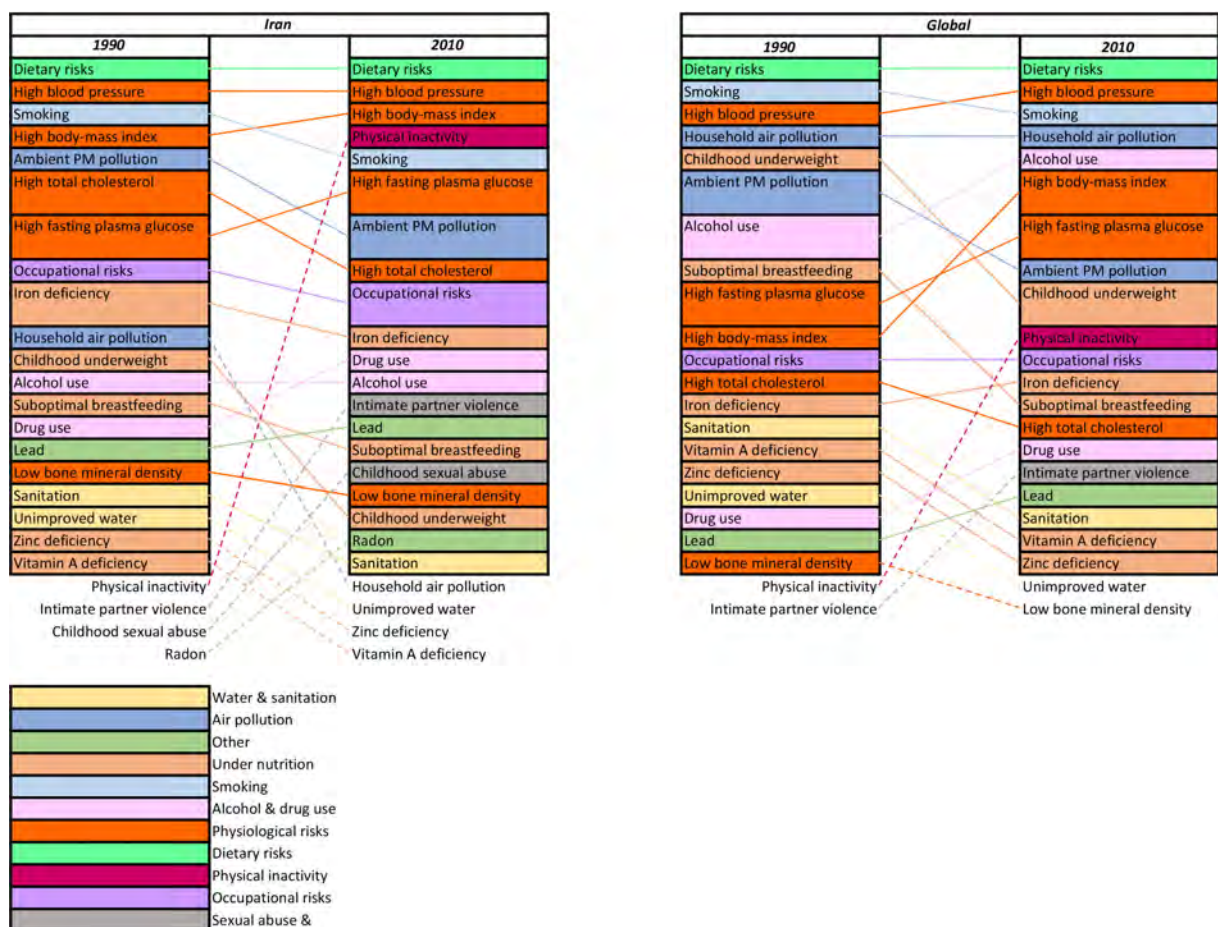 Iran
1990
2010
Dietary risks
High blood pressure
Smoking
High body-mass index
Ambient PM pollution
High total cholesterol
High fasting plasma glucose
Occupational risks
Iron deficiency
Household air pollution
Childhood underweight
Alcohol use
Suboptimal breastfeeding
Drug use
Lead
Low bone mineral density
Sanitation
Unimproved water
Zinc deficiency
Vitamin A deficiency
Physical inactivity
Intimate partner violence
Childhood sexual abuse
Radon
Dietary risks
High blood pressure
High body-mass index
Physical inactivity
Smoking
High fasting plasma glucose
Ambient PM pollution
High total cholesterol
Occupational risks
Iron deficiency
Drug use
Alcohol use
Intimate partner violence
Lead
Suboptimal breastfeeding
Childhood sexual abuse
Low bone mineral density
Childhood underweight
Radon
Sanitation
Household air pollution
Unimproved water
Zinc deficiency
Vitamin A deficiency
Global
1990
2010
Dietary risks
Smoking
High blood pressure
Household air pollution
Childhood underweight
Ambient PM pollution
Alcohol use
Suboptimal breastfeeding
High fasting plasma glucose
High body-mass index
Occupational risks
High total cholesterol
Iron deficiency
Sanitation
Vitamin A deficiency
Zinc deficiency
Unimproved water
Drug use
Lead
Low bone mineral density
Physical inactivity
Intimate partner violence
Dietary risks
High blood pressure
Smoking
Household air pollution
Alcohol use
High body-mass index
High fasting plasma glucose
Ambient PM pollution
Childhood underweight
Physical inactivity
Occupational risks
Iron deficiency
Suboptimal breastfeeding
High total cholesterol
Drug use
Intimate partner violence
Lead
Sanitation
Vitamin A deficiency
Zinc deficiency
Unimproved water
Low bone mineral density
Water & sanitation
Air pollution
Other
Under nutrition
Smoking
Alcohol & drug use
Physiological risks
Dietary risks
Physical inactivity
Occupational risks
Sexual abuse &